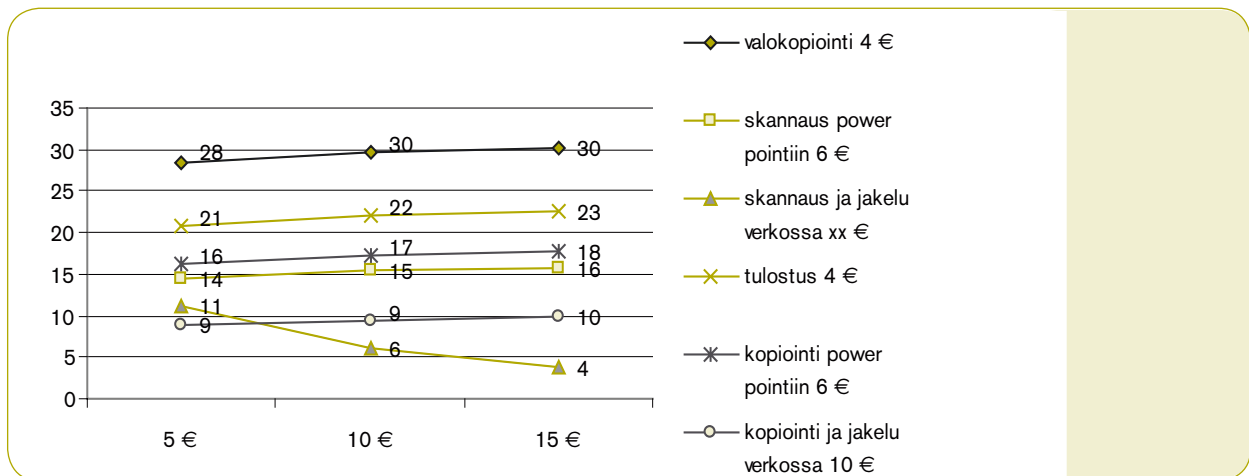 valokopiointi 4 €
skannaus power
pointiin 6 €
skannaus ja jakelu
verkossa xx €
tulostus 4 €
kopiointi power
pointiin 6 €
kopiointi ja jakelu
verkossa 10 €
35
30
25
20
15
10
5
0
28 30 30
21 22 23
16 17 18
14 15 16
11 6 4
9 9 10
5 € 10 € 15 €